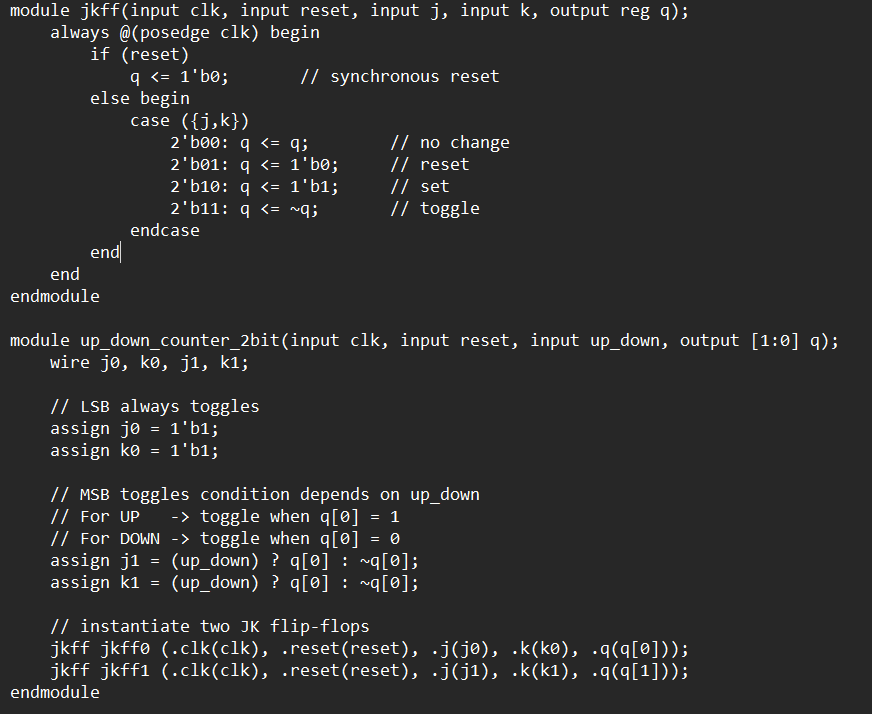 module jkff(input clk, input reset, input j, input k, output reg q);
    always @(posedge clk) begin
        if (reset)
            q <= 1'b0;       // synchronous reset
        else begin
            case ({j,k})
                2'b00: q <= q;        // no change
                2'b01: q <= 1'b0;     // reset
                2'b10: q <= 1'b1;     // set
                2'b11: q <= ~q;       // toggle
            endcase
        end
    end
endmodule

module up_down_counter_2bit(input clk, input reset, input up_down, output [1:0] q);
    wire j0, k0, j1, k1;

    // LSB always toggles
    assign j0 = 1'b1;
    assign k0 = 1'b1;

    // MSB toggles condition depends on up_down
    // For UP   -> toggle when q[0] = 1
    // For DOWN -> toggle when q[0] = 0
    assign j1 = (up_down) ? q[0] : ~q[0];
    assign k1 = (up_down) ? q[0] : ~q[0];

    // instantiate two JK flip-flops
    jkff jkff0 (.clk(clk), .reset(reset), .j(j0), .k(k0), .q(q[0]));
    jkff jkff1 (.clk(clk), .reset(reset), .j(j1), .k(k1), .q(q[1]));
endmodule